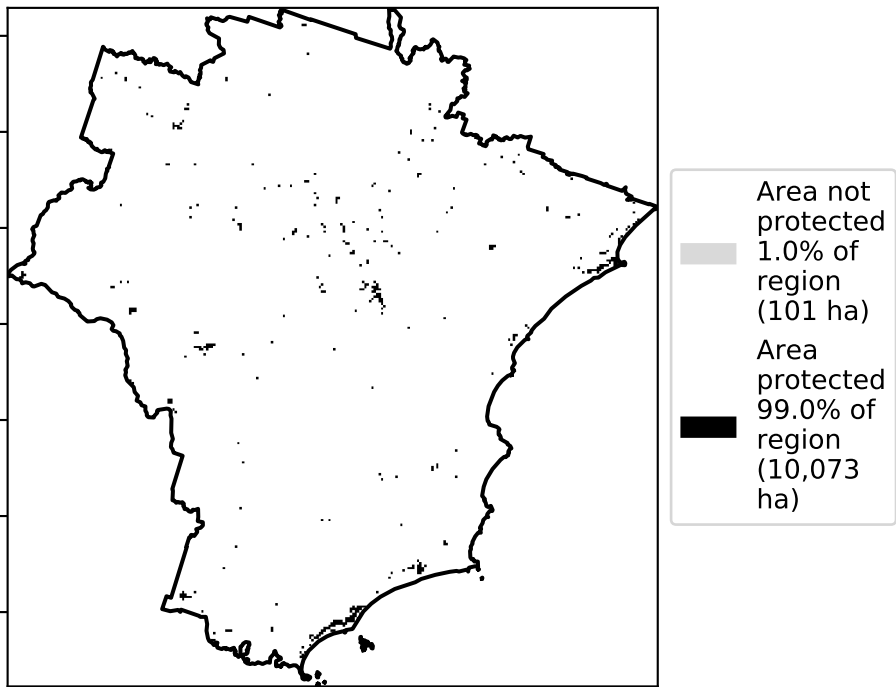 Area not
protected
1.0% of
region
(101 ha)
Area
protected
99.0% of
region
(10,073
ha)